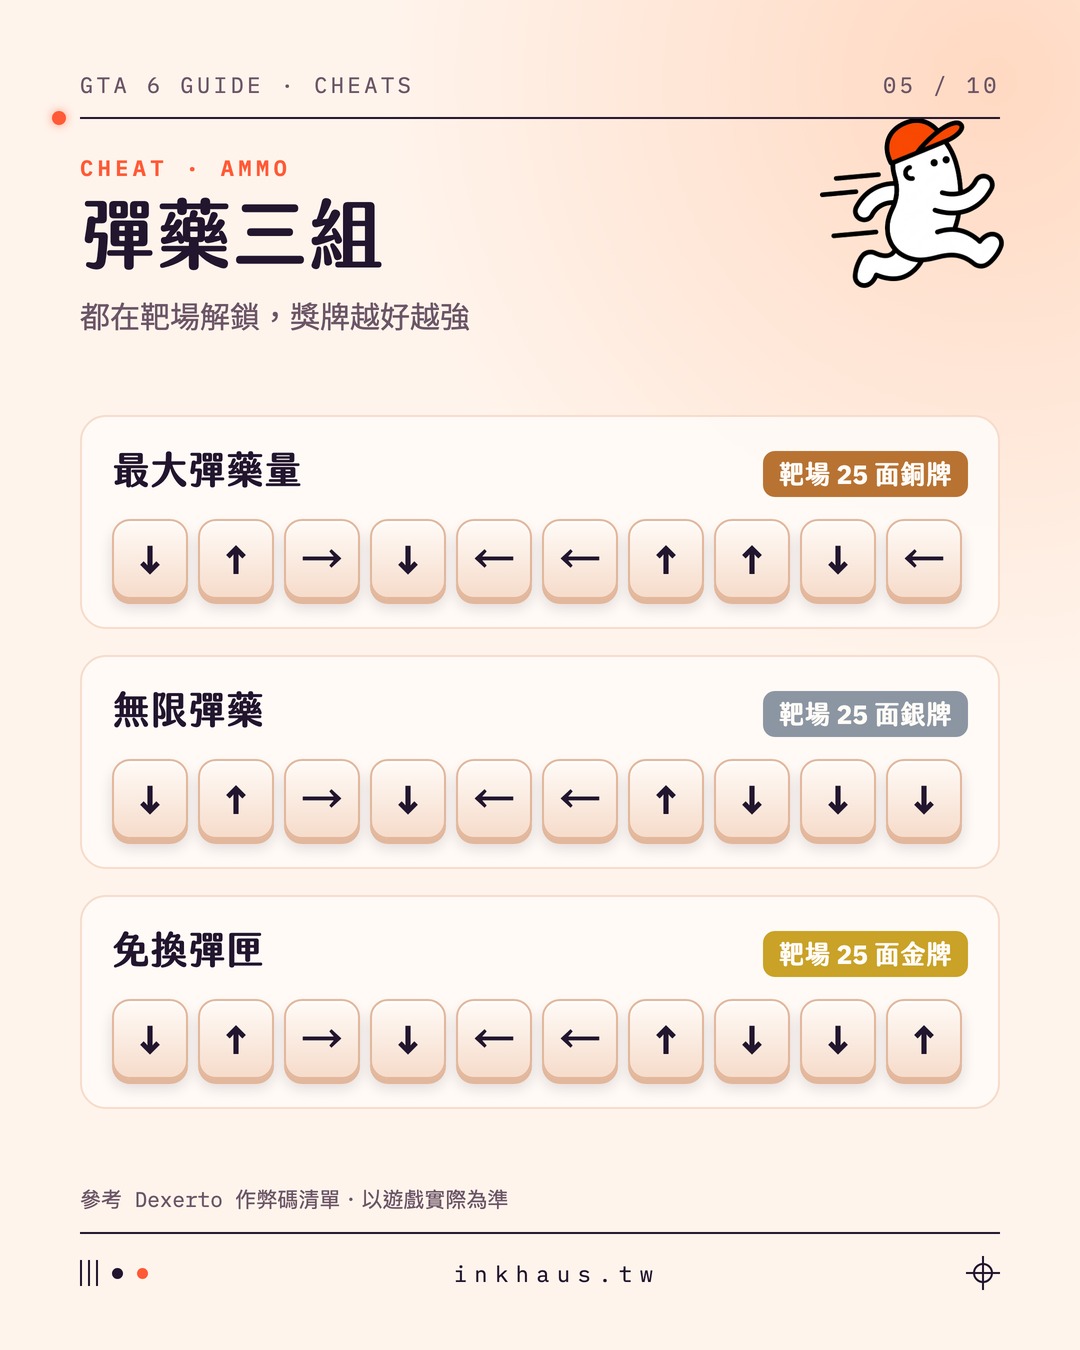 GTA 6 GUIDE · CHEATS
05 / 10
CHEAT · AMMO
彈藥三組
都在靶場解鎖，獎牌越好越強
最大彈藥量
靶場 25 面銅牌
↓ ↑ → ↓ ← ← ↑ ↑ ↓ ←
無限彈藥
靶場 25 面銀牌
↓ ↑ → ↓ ← ← ↑ ↓ ↓ ↓
免換彈匣
靶場 25 面金牌
↓ ↑ → ↓ ← ← ↑ ↓ ↓ ↑
參考 Dexerto 作弊碼清單·以遊戲實際為準
inkhaus.tw